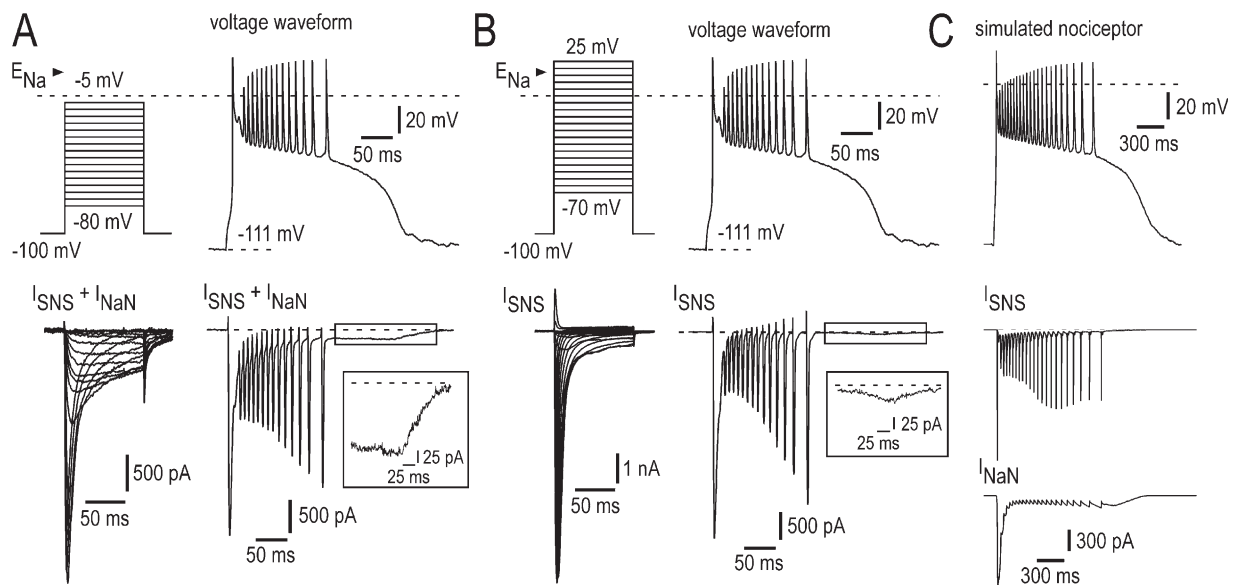 A
voltage waveform
ENa
-5 mV
20 mV
50 ms
-80 mV
-100 mV
-111 mV
ISNS + INaN
500 pA
50 ms
ISNS + INaN
25 pA
25 ms
500 pA
50 ms
B
voltage waveform
25 mV
ENa
20 mV
50 ms
-70 mV
-100 mV
-111 mV
ISNS
1 nA
50 ms
ISNS
25 pA
25 ms
500 pA
50 ms
C
simulated nociceptor
20 mV
300 ms
ISNS
INaN
300 pA
300 ms